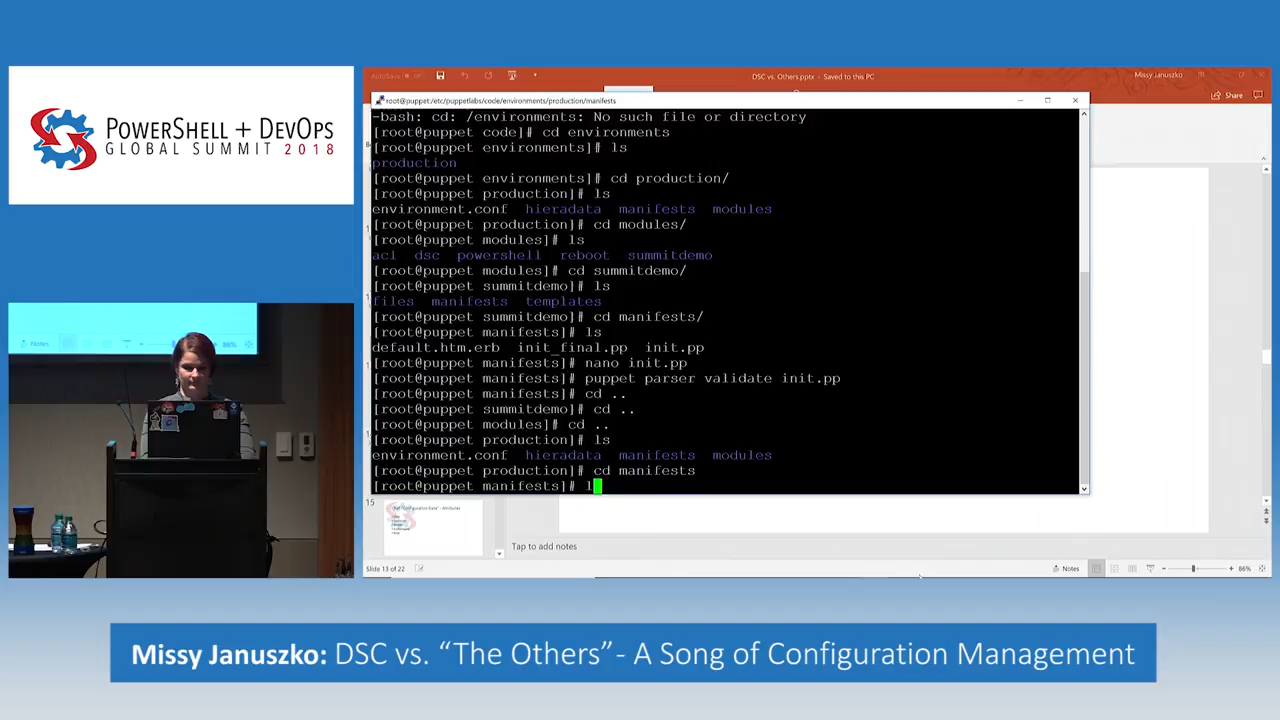 POWERSHELL + DEVOPS
GLOBAL SUMMIT 2018
DSC vs. Others.pptx - Saved to this PC
Missy Januszko
Share
root@puppet:/etc/puppetlabs/code/environments/production/manifests
-bash: cd: /environments: No such file or directory
[root@puppet code]# cd environments
[root@puppet environments]# ls
production
[root@puppet environments]# cd production/
[root@puppet production]# ls
environment.conf hieradata manifests modules
[root@puppet production]# cd modules/
[root@puppet modules]# ls
acl dsc powershell reboot summitdemo
[root@puppet modules]# cd summitdemo/
[root@puppet summitdemo]# ls
files manifests templates
[root@puppet summitdemo]# cd manifests/
[root@puppet manifests]# ls
default.htm.erb init_final.pp init.pp
[root@puppet manifests]# nano init.pp
[root@puppet manifests]# puppet parser validate init.pp
[root@puppet manifests]# cd ..
[root@puppet summitdemo]# cd ..
[root@puppet modules]# cd ..
[root@puppet production]# ls
environment.conf hieradata manifests modules
[root@puppet production]# cd manifests
[root@puppet manifests]# l
15
Tap to add notes
Slide 13 of 22
Notes
86%
Notes
Missy Januszko: DSC vs. “The Others”- A Song of Configuration Management